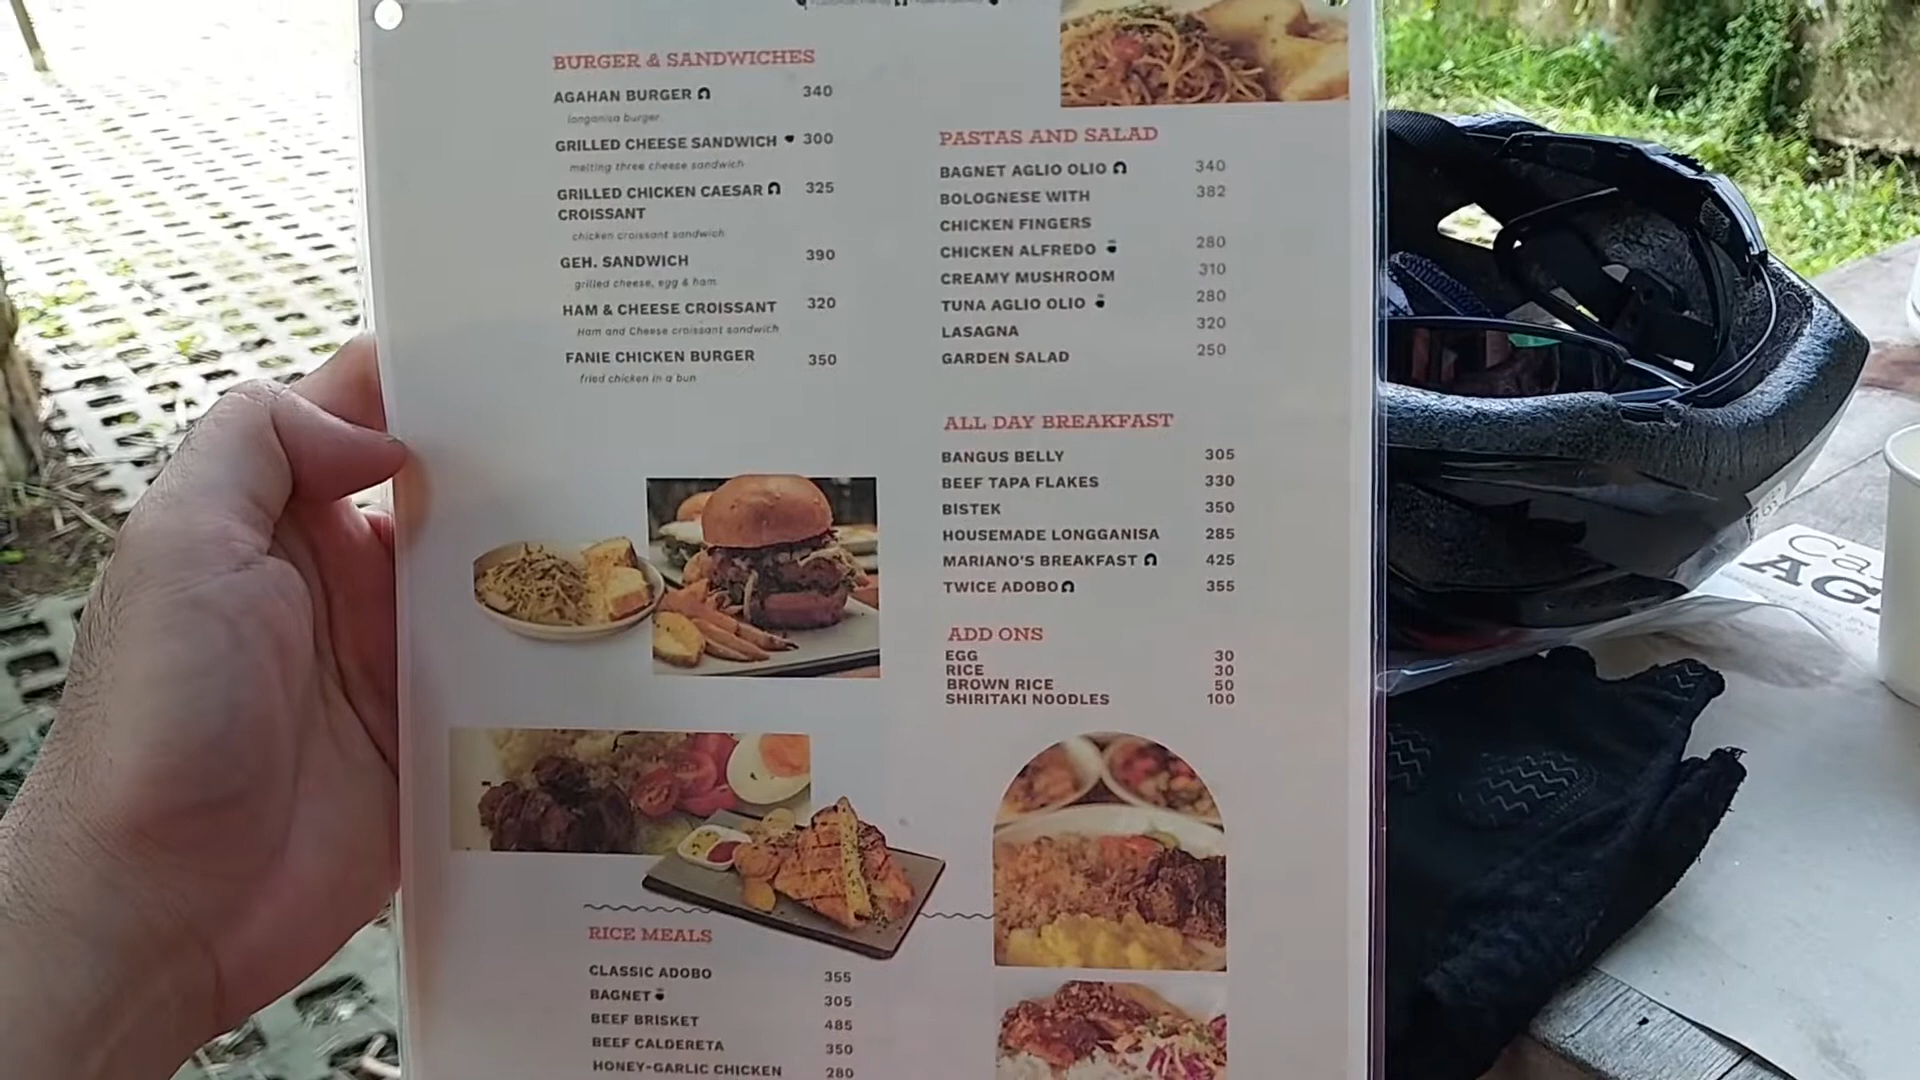 BURGER & SANDWICHES
AGAHAN BURGER 340
longanisa burger
GRILLED CHEESE SANDWICH 300
melting three cheese sandwich
GRILLED CHICKEN CAESAR 325
CROISSANT
chicken croissant sandwich
GEH. SANDWICH 390
grilled cheese, egg & ham
HAM & CHEESE CROISSANT 320
Ham and Cheese croissant sandwich
FANIE CHICKEN BURGER 350
fried chicken in a bun
PASTAS AND SALAD
BAGNET AGLIO OLIO 340
BOLOGNESE WITH 382
CHICKEN FINGERS
CHICKEN ALFREDO 280
CREAMY MUSHROOM 310
TUNA AGLIO OLIO 280
LASAGNA 320
GARDEN SALAD 250
ALL DAY BREAKFAST
BANGUS BELLY 305
BEEF TAPA FLAKES 330
BISTEK 350
HOUSEMADE LONGGANISA 285
MARIANO'S BREAKFAST 425
TWICE ADOBO 355
ADD ONS
EGG 30
RICE 30
BROWN RICE 50
SHIRITAKI NOODLES 100
RICE MEALS
CLASSIC ADOBO 355
BAGNET 305
BEEF BRISKET 485
BEEF CALDERETA 350
HONEY-GARLIC CHICKEN 280